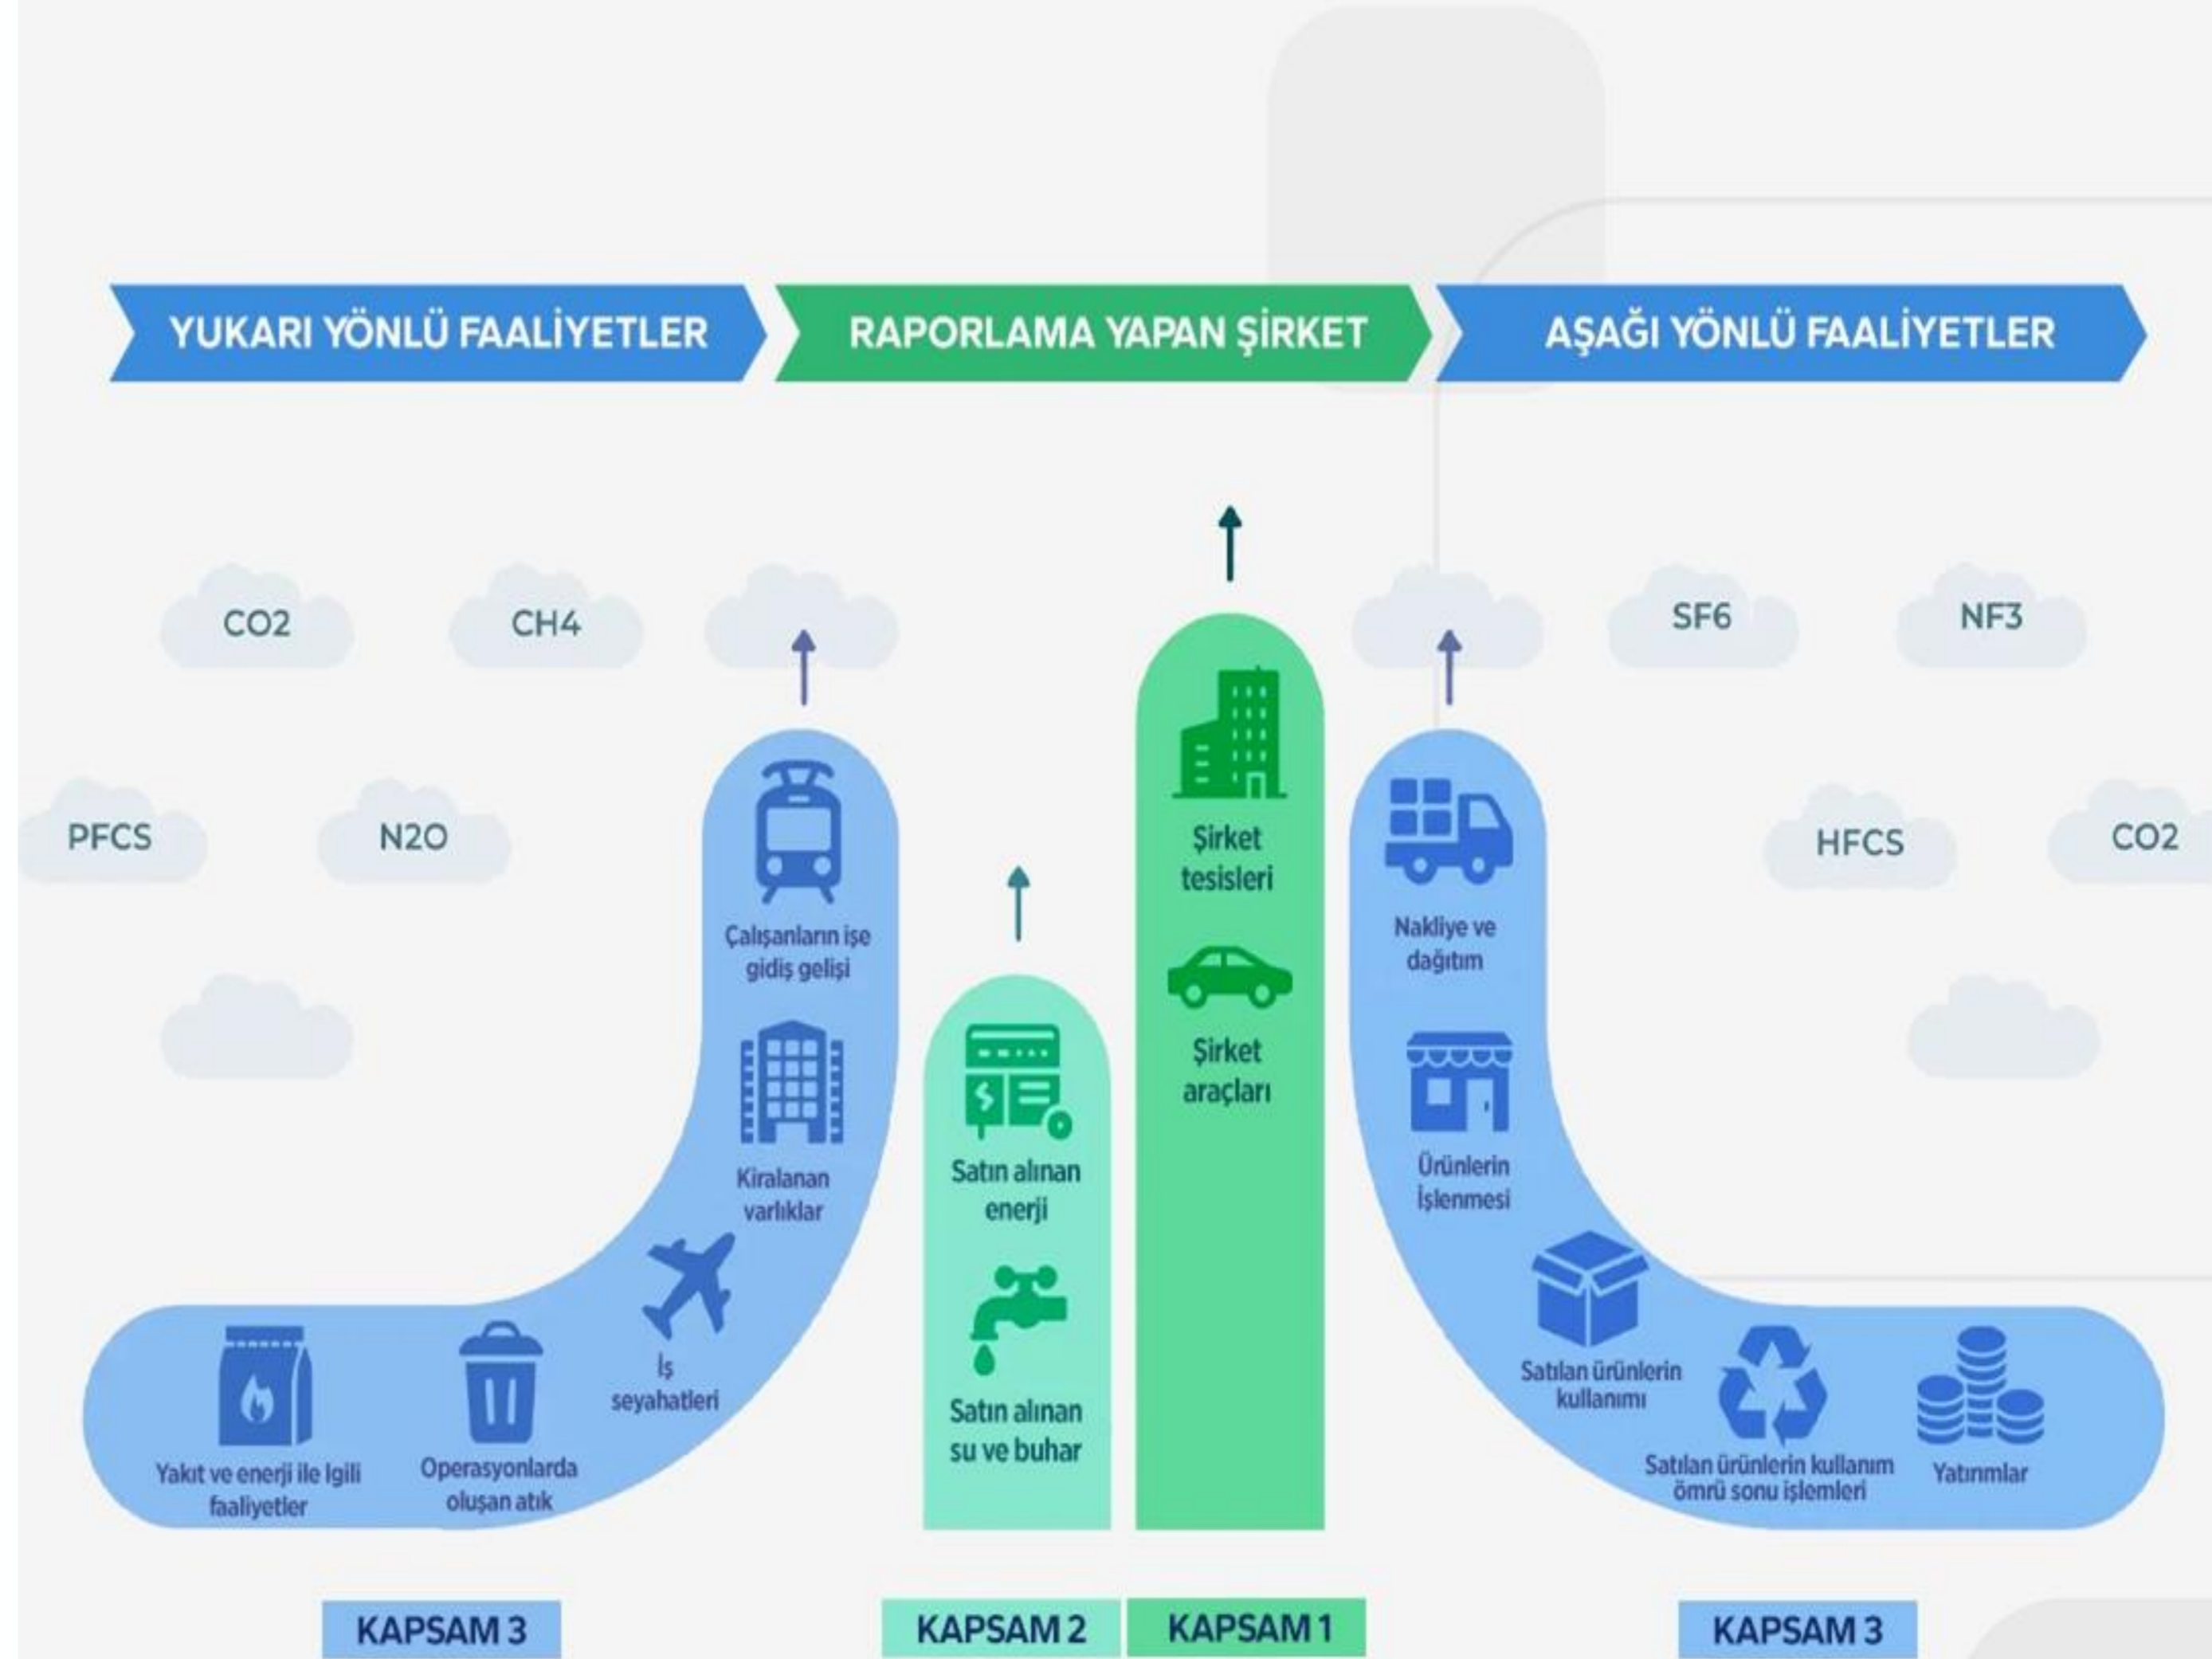 YUKARI YÖNLÜ FAALİYETLER
RAPORLAMA YAPAN ŞİRKET
AŞAĞI YÖNLÜ FAALİYETLER
CO2
CH4
SF6
NF3
PFCS
N2O
HFCS
CO2
Çalışanların işe
gidiş gelişi
Kiralanan
varlıklar
İş
seyahatleri
Operasyonlarda
oluşan atık
Yakıt ve enerji ile Igili
faaliyetler
Satın alınan
enerji
Satın alınan
su ve buhar
Şirket
tesisleri
Şirket
araçları
Nakliye ve
dağıtım
Ürünlerin
İşlenmesi
Satılan ürünlerin
kullanımı
Satılan ürünlerin kullanım
ömrü sonu işlemleri
Yatırımlar
KAPSAM 3
KAPSAM 2
KAPSAM 1
KAPSAM 3